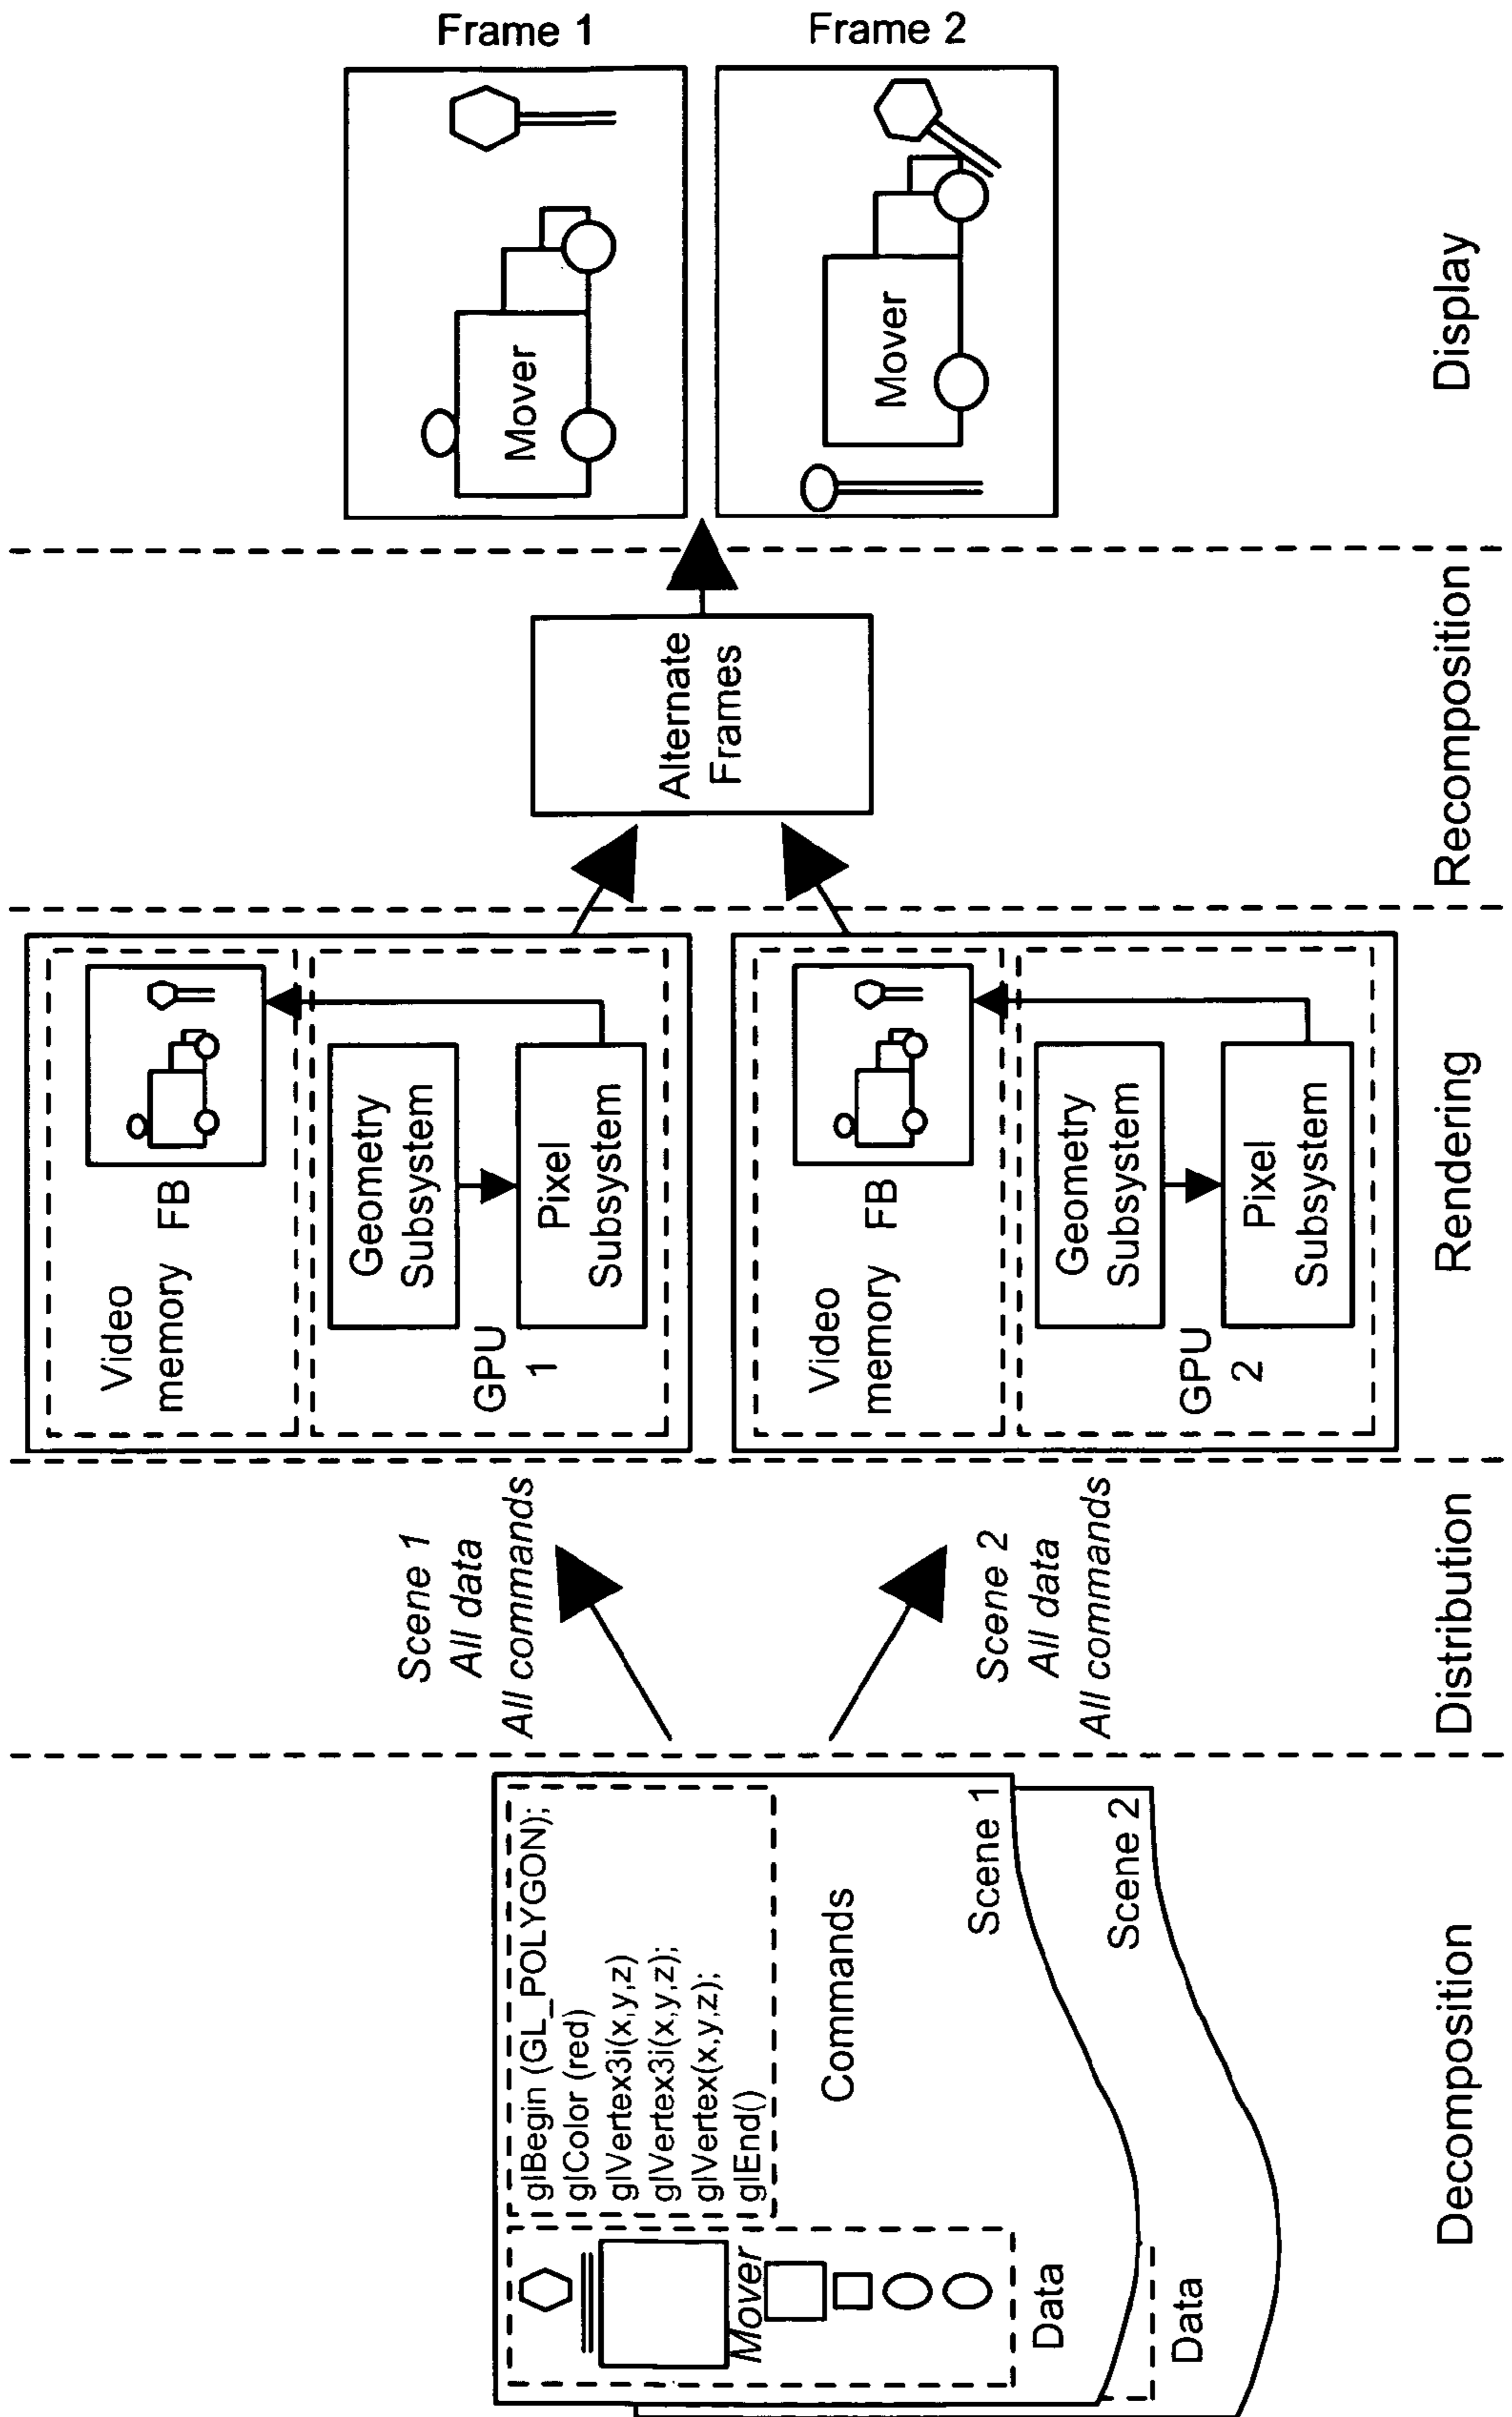 glBegin (GL_POLYGON);
glColor (red)
glVertex3i(x,y,z)
glVertex3i(x,y,z);
glVertex(x,y,z);
glEnd()
Mover
Commands
Data
Scene 1
Data
Scene 2
Decomposition
Scene 1
All data
All commands
Scene 2
All data
All commands
Distribution
Video
memory
FB
Geometry
Subsystem
Pixel
Subsystem
GPU
1
Video
memory
FB
Geometry
Subsystem
Pixel
Subsystem
GPU
2
Rendering
Alternate
Frames
Recomposition
Frame 1
Mover
Frame 2
Mover
Display